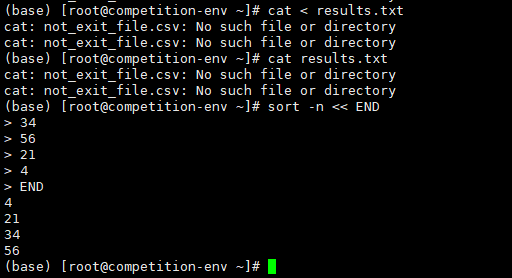 (base) [root@competition-env ~]# cat < results.txt
cat: not_exit_file.csv: No such file or directory
cat: not_exit_file.csv: No such file or directory
(base) [root@competition-env ~]# cat results.txt
cat: not_exit_file.csv: No such file or directory
cat: not_exit_file.csv: No such file or directory
(base) [root@competition-env ~]# sort -n << END
> 34
> 56
> 21
> 4
> END
4
21
34
56
(base) [root@competition-env ~]#